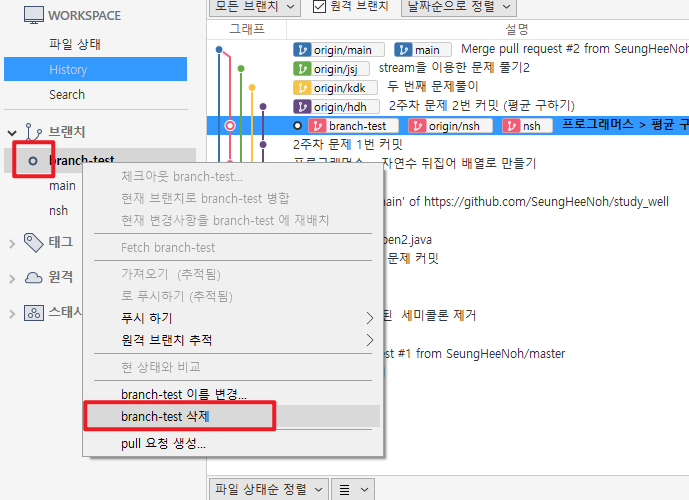 WORKSPACE
파일 상태
History
Search
브랜치
branch-test
main
nsh
태그
원격
스태시
모든 브랜치
원격 브랜치
날짜순으로 정렬
그래프
설명
origin/main main Merge pull request #2 from SeungHeeNoh/
origin/jsj stream을 이용한 문제 풀기2
origin/kdk 두 번째 문제풀이
origin/hdh 2주차 문제 2번 커밋 (평균 구하기)
branch-test origin/nsh nsh 프로그래머스 > 평균 구
2주차 문제 1번 커밋
자연수 뒤집어 배열로 만들기
ain' of https://github.com/SeungHeeNoh/study_well
pen2.java
문제 커밋
된 세미콜론 제거
st #1 from SeungHeeNoh/master
체크아웃 branch-test...
현재 브랜치로 branch-test 병합
현재 변경사항을 branch-test 에 재배치
Fetch branch-test
가져오기 (추적됨)
로 푸시하기 (추적됨)
푸시 하기
원격 브랜치 추적
현 상태와 비교
branch-test 이름 변경...
branch-test 삭제
pull 요청 생성...
파일 상태순 정렬